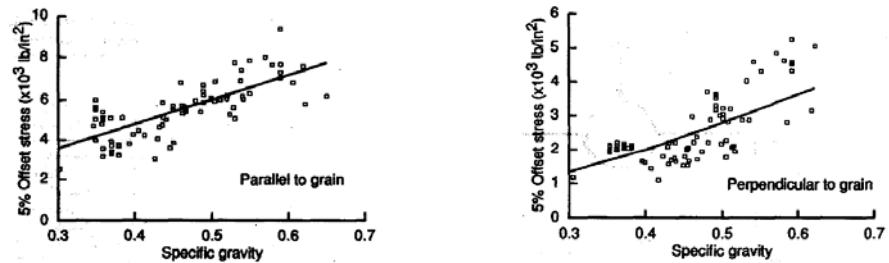 5% Offset stress (x10³ lb/in²)
10
8
6
4
2
0
0.3 0.4 0.5 0.6 0.7
Specific gravity
Parallel to grain
5% Offset stress (x10³ lb/in²)
6
5
4
3
2
1
0
0.3 0.4 0.5 0.6 0.7
Specific gravity
Perpendicular to grain